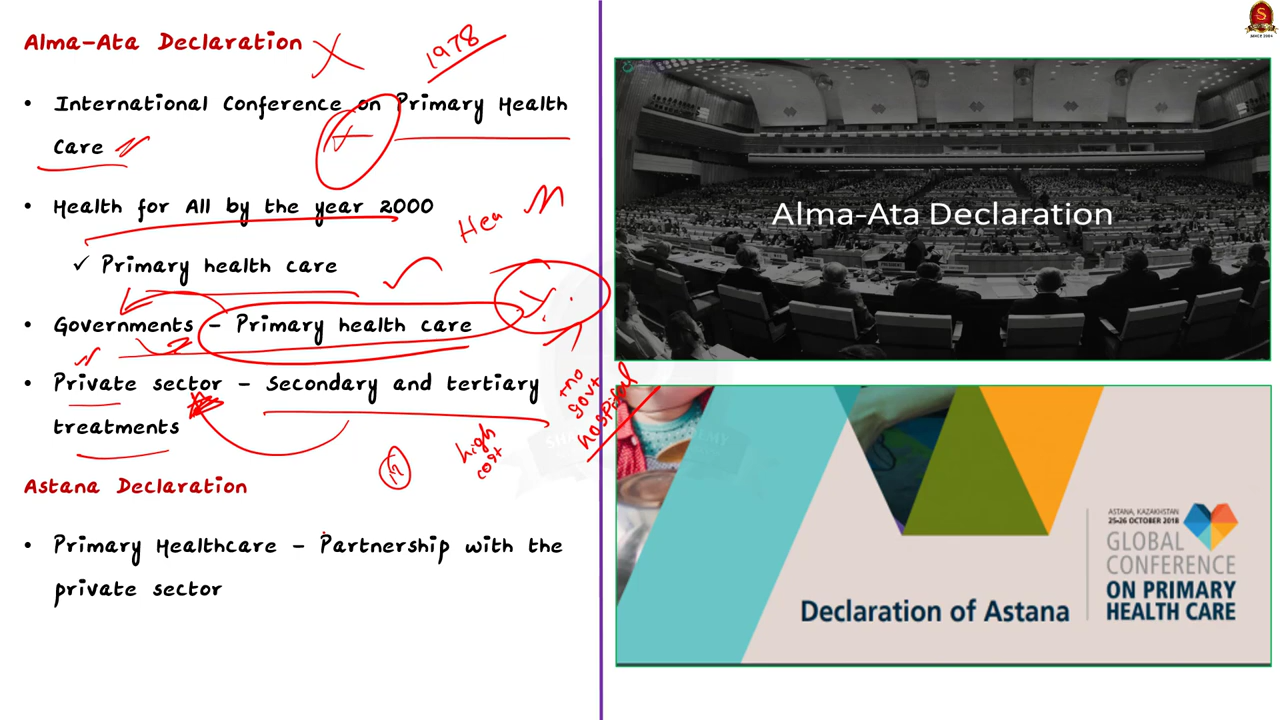 Alma-Ata Declaration
1978
• International Conference on Primary Health
Care
• Health for All by the year 2000
Hea
✓ Primary health care
• Governments - Primary health care
• Private sector - Secondary and tertiary
treatments
no
govt
hospital
high
cost
Astana Declaration
• Primary Healthcare - Partnership with the
private sector
SINCE 2004
Alma-Ata Declaration
ASTANA, KAZAKHSTAN
25-26 OCTOBER 2018
GLOBAL
CONFERENCE
ON PRIMARY
HEALTH CARE
Declaration of Astana